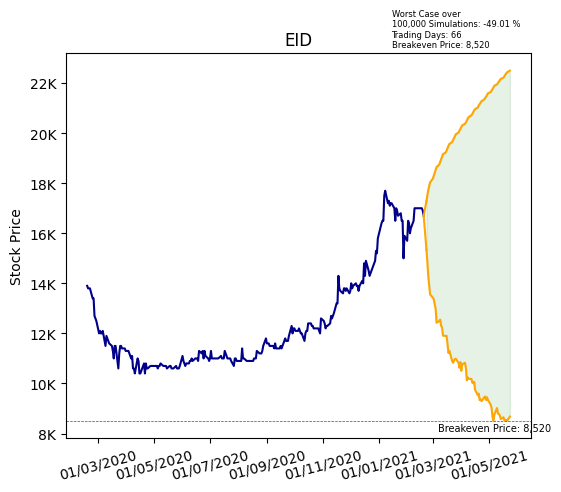 Worst Case over
100,000 Simulations: -49.01 %
Trading Days: 66
Breakeven Price: 8,520
EID
Stock Price
22K
20K
18K
16K
14K
12K
10K
8K
Breakeven Price: 8,520
01/03/2020
01/05/2020
01/07/2020
01/09/2020
01/11/2020
01/01/2021
01/03/2021
01/05/2021